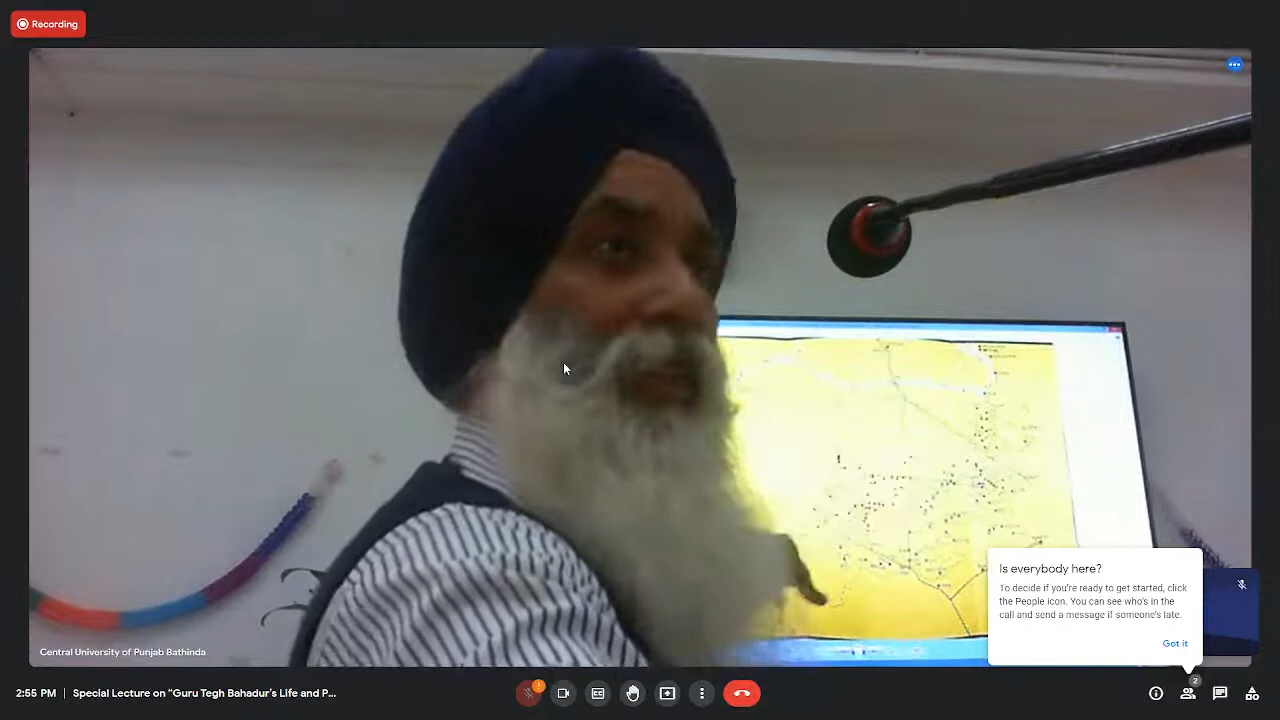 Recording
Is everybody here?
To decide if you're ready to get started, click
the People icon. You can see who's in the
call and send a message if someone's late.
Got it
Central University of Punjab Bathinda
2
2:55 PM | Special Lecture on "Guru Tegh Bahadur's Life and P...